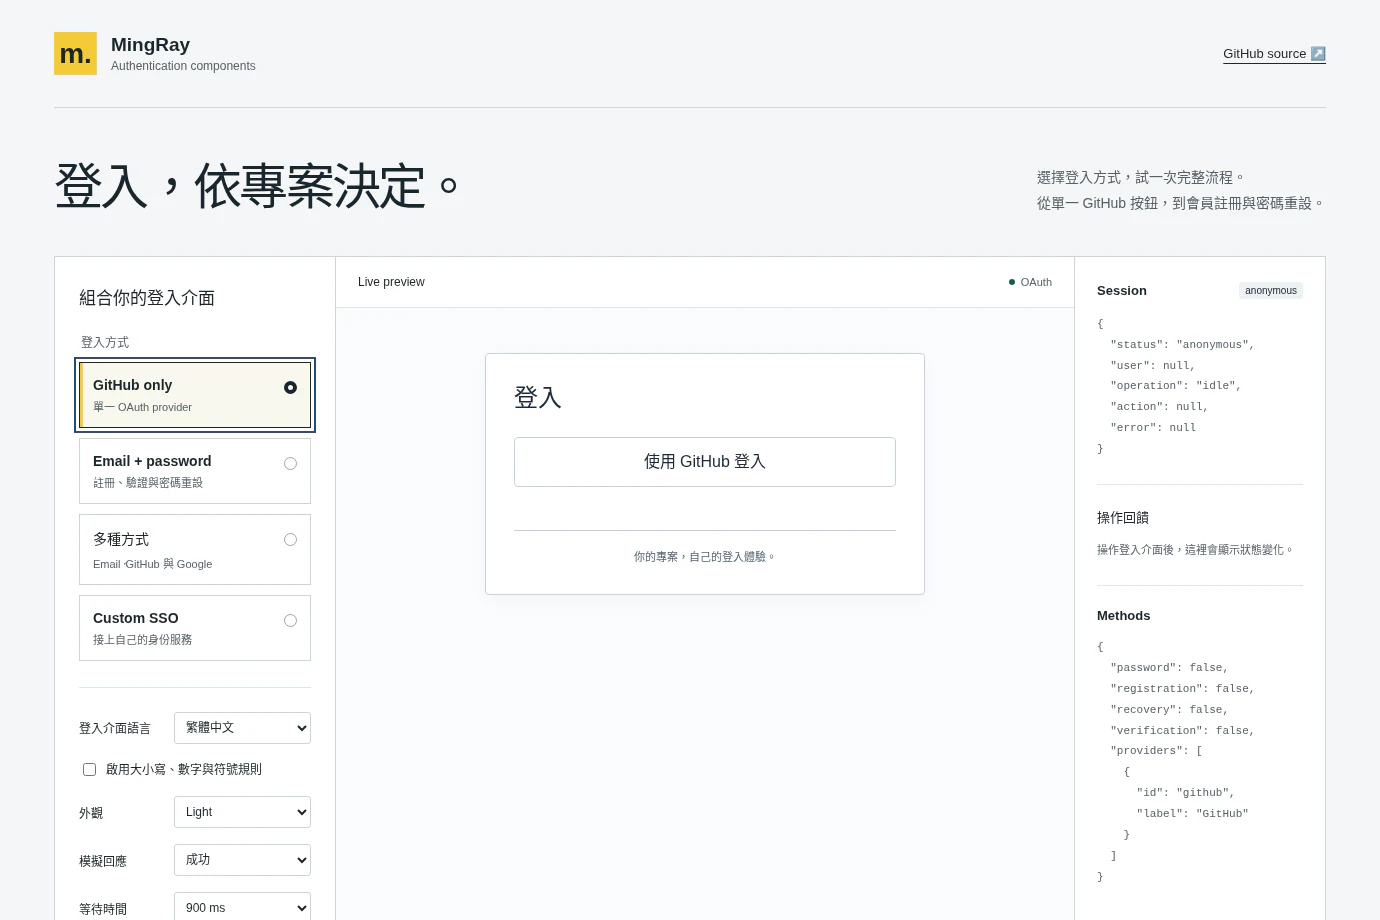 m.
MingRay
Authentication components
GitHub source ↗
登入，依專案決定。
選擇登入方式，試一次完整流程。
從單一 GitHub 按鈕，到會員註冊與密碼重設。
組合你的登入介面
登入方式
GitHub only
單一 OAuth provider
Email + password
註冊、驗證與密碼重設
多種方式
Email · GitHub 與 Google
Custom SSO
接上自己的身份服務
登入介面語言
繁體中文
啟用大小寫、數字與符號規則
外觀
Light
模擬回應
成功
等待時間
900 ms
Live preview
OAuth
登入
使用 GitHub 登入
你的專案，自己的登入體驗。
Session
anonymous
{
"status": "anonymous",
"user": null,
"operation": "idle",
"action": null,
"error": null
}
操作回饋
操作登入介面後，這裡會顯示狀態變化。
Methods
{
"password": false,
"registration": false,
"recovery": false,
"verification": false,
"providers": [
{
"id": "github",
"label": "GitHub"
}
]
}